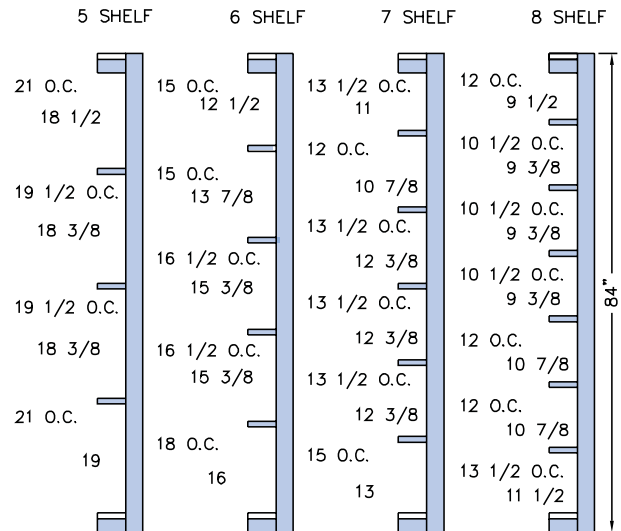 5 SHELF
21 O.C.
18 1/2
19 1/2 O.C.
18 3/8
19 1/2 O.C.
18 3/8
21 O.C.
19
6 SHELF
15 O.C.
12 1/2
15 O.C.
13 7/8
16 1/2 O.C.
15 3/8
16 1/2 O.C.
15 3/8
18 O.C.
16
7 SHELF
13 1/2 O.C.
11
12 O.C.
10 7/8
13 1/2 O.C.
12 3/8
13 1/2 O.C.
12 3/8
13 1/2 O.C.
12 3/8
15 O.C.
13
8 SHELF
12 O.C.
9 1/2
10 1/2 O.C.
9 3/8
10 1/2 O.C.
9 3/8
10 1/2 O.C.
9 3/8
12 O.C.
10 7/8
12 O.C.
10 7/8
13 1/2 O.C.
11 1/2
84"